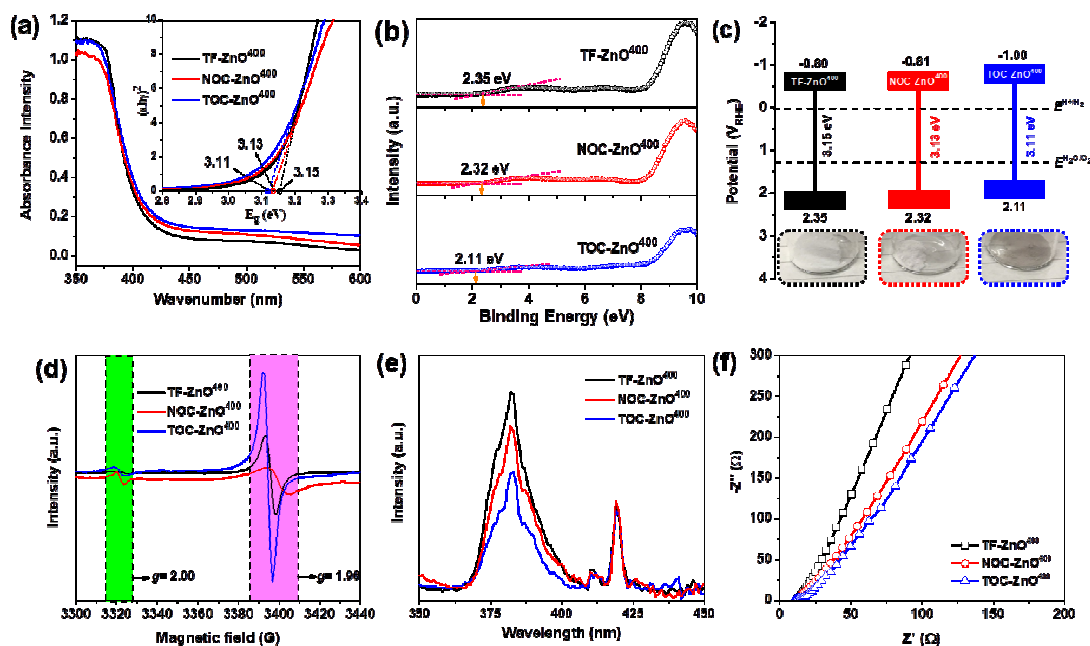 (a)
TF-ZnO⁴⁰⁰
NOC-ZnO⁴⁰⁰
TOC-ZnO⁴⁰⁰
(αhγ)²
10
8
6
4
2
0
3.11
3.13
3.15
2.8 2.9 3.0 3.1 3.2 3.3 3.4
Eg (eV)
Absorbance Intensity
1.2
1.0
0.8
0.6
0.4
0.2
0.0
350 400 450 500 550 600
Wavenumber (nm)
(b)
TF-ZnO⁴⁰⁰
2.35 eV
NOC-ZnO⁴⁰⁰
2.32 eV
TOC-ZnO⁴⁰⁰
2.11 eV
Intensity (a.u.)
0 2 4 6 8 10
Binding Energy (eV)
(c)
Potential (V_RHE)
-2
-1
0
1
2
3
4
-0.80 -0.81 -1.00
TF-ZnO⁴⁰⁰ NOC-ZnO⁴⁰⁰ TOC-ZnO⁴⁰⁰
3.15 eV 3.13 eV 3.11 eV
2.35 2.32 2.11
(d)
TF-ZnO⁴⁰⁰
NOC-ZnO⁴⁰⁰
TOC-ZnO⁴⁰⁰
Intensity (a.u.)
g= 2.00
g= 1.96
3300 3320 3340 3360 3380 3400 3420 3440
Magnetic field (G)
(e)
TF-ZnO⁴⁰⁰
NOC-ZnO⁴⁰⁰
TOC-ZnO⁴⁰⁰
Intensity (a.u.)
375 400 425
Wavelength (nm)
(f)
-Z'' (Ω)
300
250
200
150
100
50
0
TF-ZnO⁴⁰⁰
NOC-ZnO⁴⁰⁰
TOC-ZnO⁴⁰⁰
0 50 100 150 200
Z' (Ω)